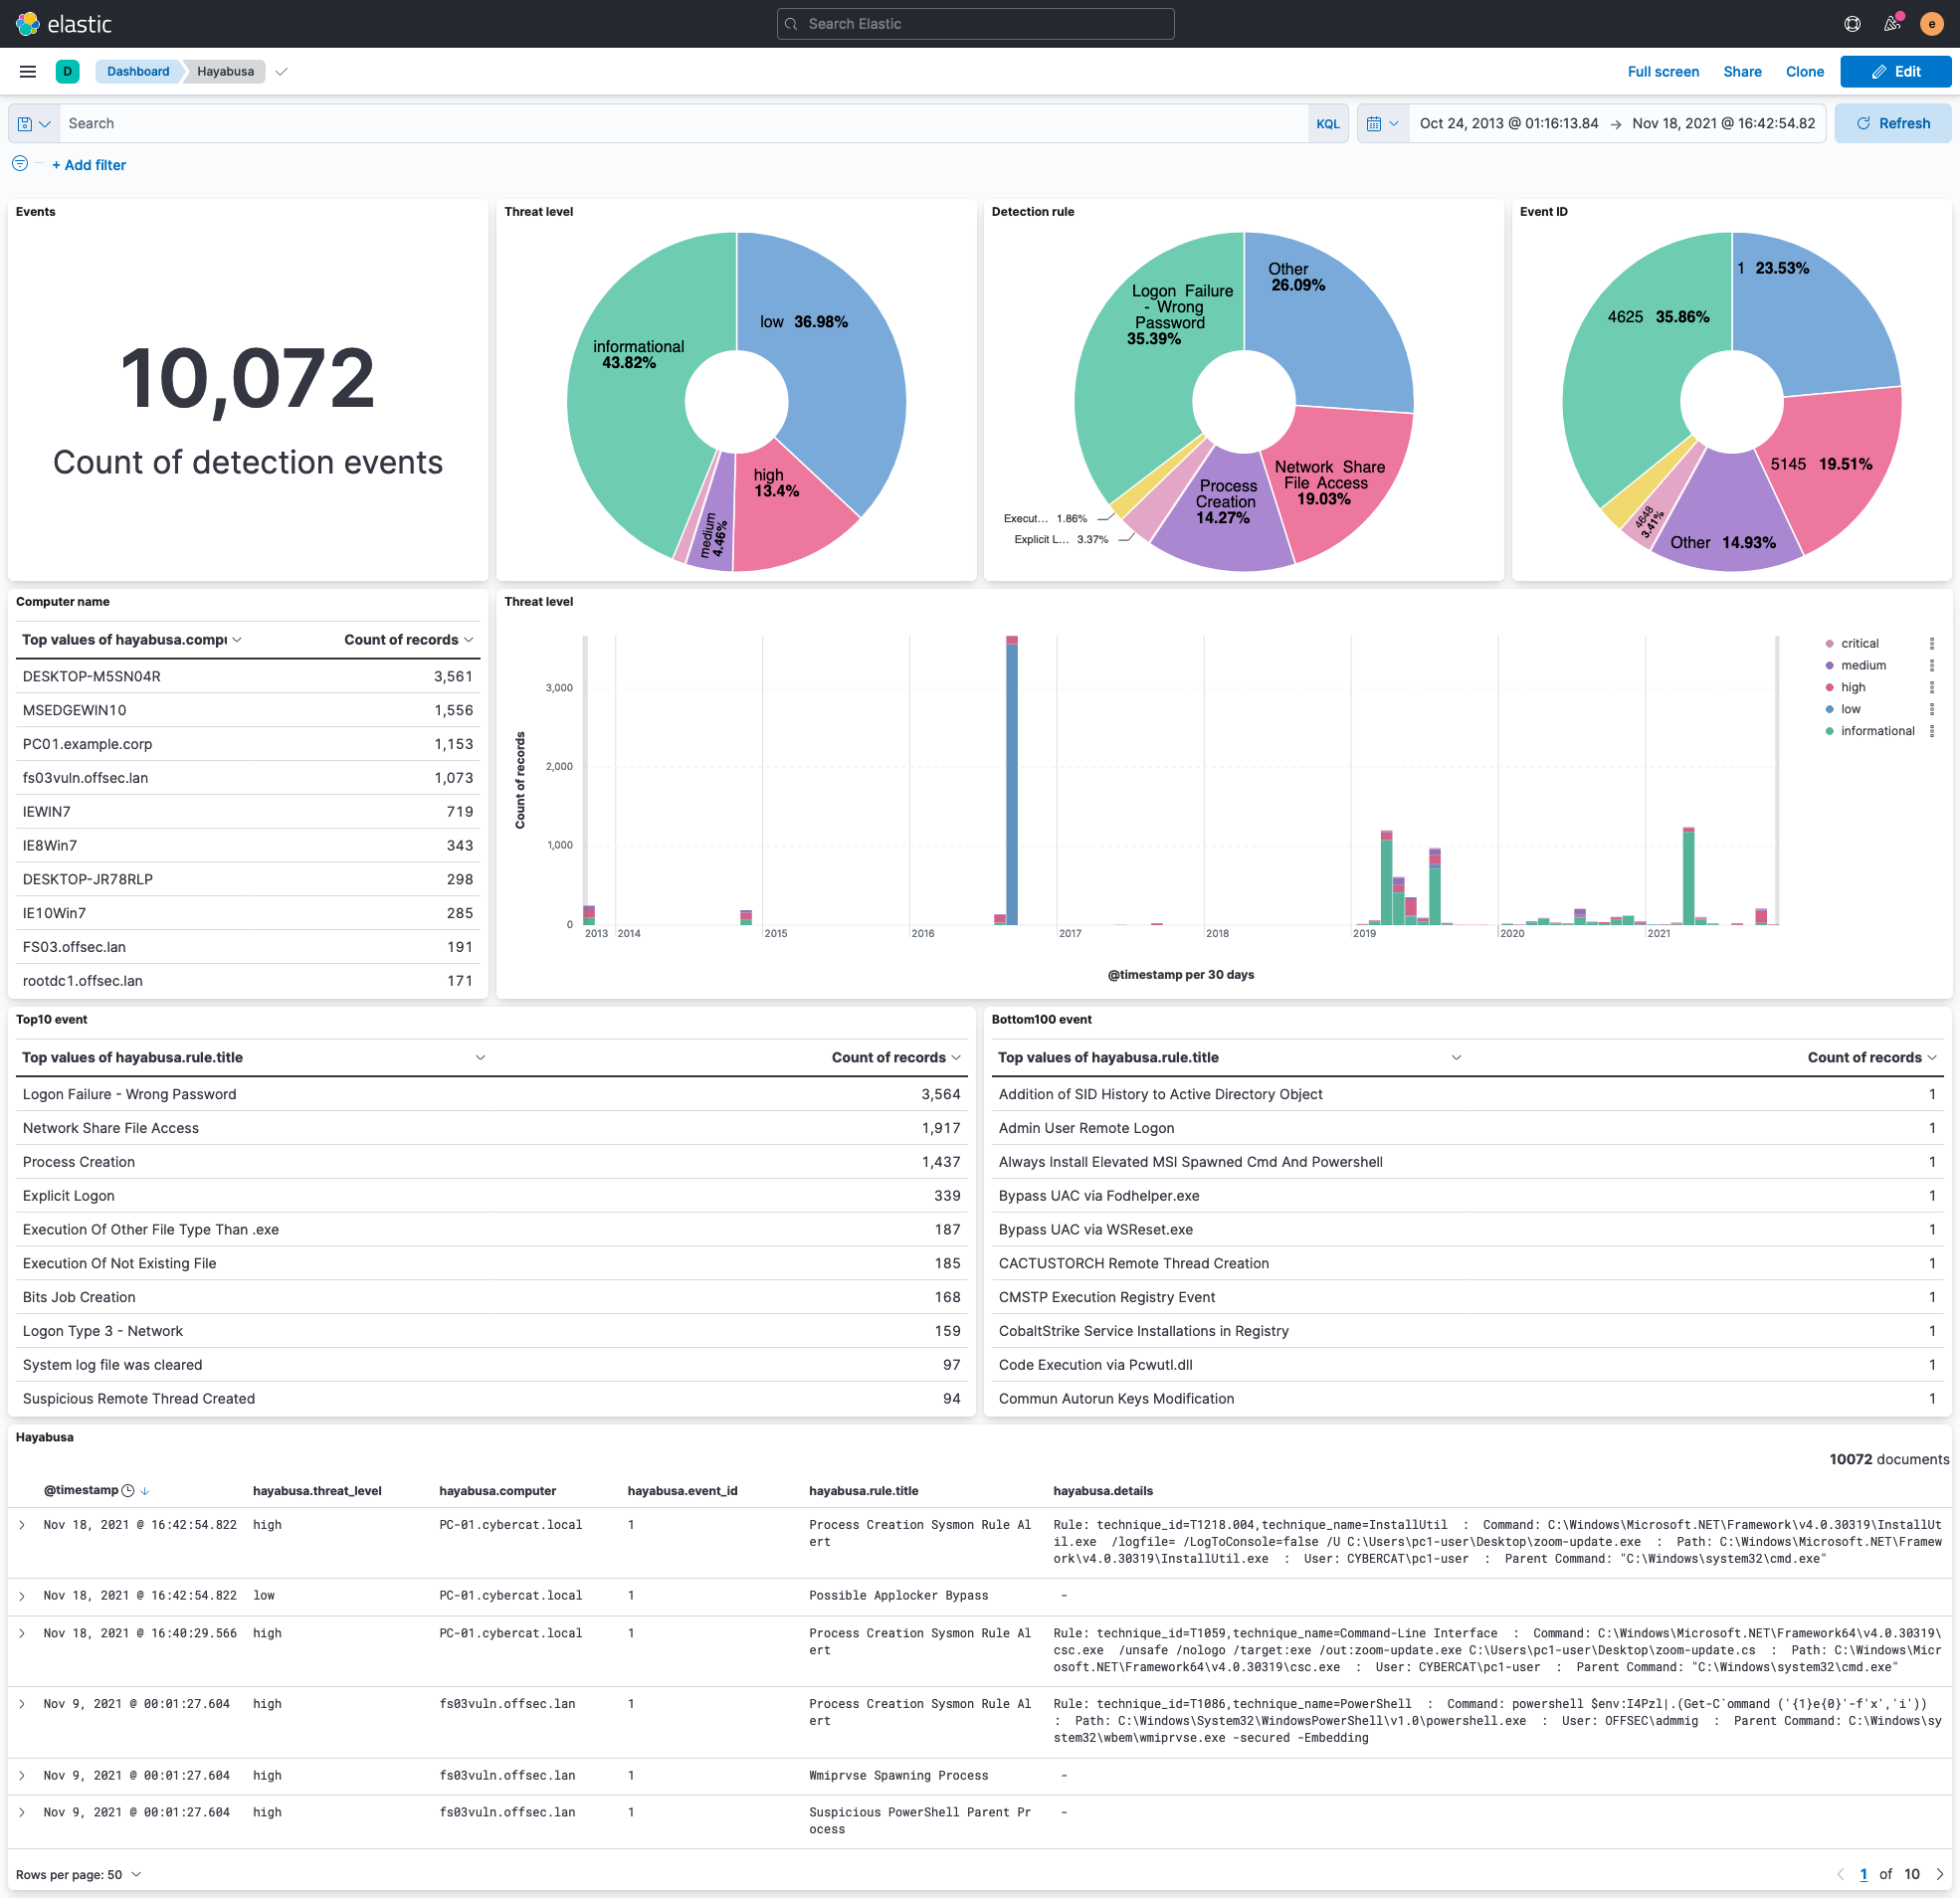 elastic
Search Elastic
e
D
Dashboard
Hayabusa
Full screen
Share
Clone
Edit
Search
KQL
Oct 24, 2013 @ 01:16:13.84 → Nov 18, 2021 @ 16:42:54.82
Refresh
+ Add filter
Events
10,072
Count of detection events
Threat level
low 36.98%
informational
43.82%
high
13.4%
medium
4.46%
Detection rule
Other
26.09%
Logon Failure
- Wrong
Password
35.39%
Network Share
File Access
19.03%
Process
Creation
14.27%
Execut... 1.86%
Explicit L... 3.37%
Event ID
1 23.53%
4625 35.86%
5145 19.51%
4648
3.41%
Other 14.93%
Computer name
Top values of hayabusa.compu Count of records
DESKTOP-M5SN04R 3,561
MSEDGEWIN10 1,556
PC01.example.corp 1,153
fs03vuln.offsec.lan 1,073
IEWIN7 719
IE8Win7 343
DESKTOP-JR78RLP 298
IE10Win7 285
FS03.offsec.lan 191
rootdc1.offsec.lan 171
Threat level
Count of records
3,000
2,000
1,000
0
2013 2014 2015 2016 2017 2018 2019 2020 2021
@timestamp per 30 days
critical
medium
high
low
informational
Top10 event
Top values of hayabusa.rule.title Count of records
Logon Failure - Wrong Password 3,564
Network Share File Access 1,917
Process Creation 1,437
Explicit Logon 339
Execution Of Other File Type Than .exe 187
Execution Of Not Existing File 185
Bits Job Creation 168
Logon Type 3 - Network 159
System log file was cleared 97
Suspicious Remote Thread Created 94
Bottom100 event
Top values of hayabusa.rule.title Count of records
Addition of SID History to Active Directory Object 1
Admin User Remote Logon 1
Always Install Elevated MSI Spawned Cmd And Powershell 1
Bypass UAC via Fodhelper.exe 1
Bypass UAC via WSReset.exe 1
CACTUSTORCH Remote Thread Creation 1
CMSTP Execution Registry Event 1
CobaltStrike Service Installations in Registry 1
Code Execution via Pcwutl.dll 1
Commun Autorun Keys Modification 1
Hayabusa
10072 documents
@timestamp hayabusa.threat_level hayabusa.computer hayabusa.event_id hayabusa.rule.title hayabusa.details
Nov 18, 2021 @ 16:42:54.822 high PC-01.cybercat.local 1 Process Creation Sysmon Rule Al
ert
Rule: technique_id=T1218.004,technique_name=InstallUtil : Command: C:\Windows\Microsoft.NET\Framework\v4.0.30319\InstallUt
il.exe /logfile= /LogToConsole=false /U C:\Users\pc1-user\Desktop\zoom-update.exe : Path: C:\Windows\Microsoft.NET\Framew
ork\v4.0.30319\InstallUtil.exe : User: CYBERCAT\pc1-user : Parent Command: "C:\Windows\system32\cmd.exe"
Nov 18, 2021 @ 16:42:54.822 low PC-01.cybercat.local 1 Possible Applocker Bypass -
Nov 18, 2021 @ 16:40:29.566 high PC-01.cybercat.local 1 Process Creation Sysmon Rule Al
ert
Rule: technique_id=T1059,technique_name=Command-Line Interface : Command: C:\Windows\Microsoft.NET\Framework64\v4.0.30319\
csc.exe /unsafe /nologo /target:exe /out:zoom-update.exe C:\Users\pc1-user\Desktop\zoom-update.cs : Path: C:\Windows\Micr
osoft.NET\Framework64\v4.0.30319\csc.exe : User: CYBERCAT\pc1-user : Parent Command: "C:\Windows\system32\cmd.exe"
Nov 9, 2021 @ 00:01:27.604 high fs03vuln.offsec.lan 1 Process Creation Sysmon Rule Al
ert
Rule: technique_id=T1086,technique_name=PowerShell : Command: powershell $env:I4Pzl|.(Get-C`ommand ('{1}e{0}'-f'x','i'))
: Path: C:\Windows\System32\WindowsPowerShell\v1.0\powershell.exe : User: OFFSEC\admmig : Parent Command: C:\Windows\sy
stem32\wbem\wmiprvse.exe -secured -Embedding
Nov 9, 2021 @ 00:01:27.604 high fs03vuln.offsec.lan 1 Wmiprvse Spawning Process -
Nov 9, 2021 @ 00:01:27.604 high fs03vuln.offsec.lan 1 Suspicious PowerShell Parent Pr
ocess
-
Rows per page: 50
1 of 10